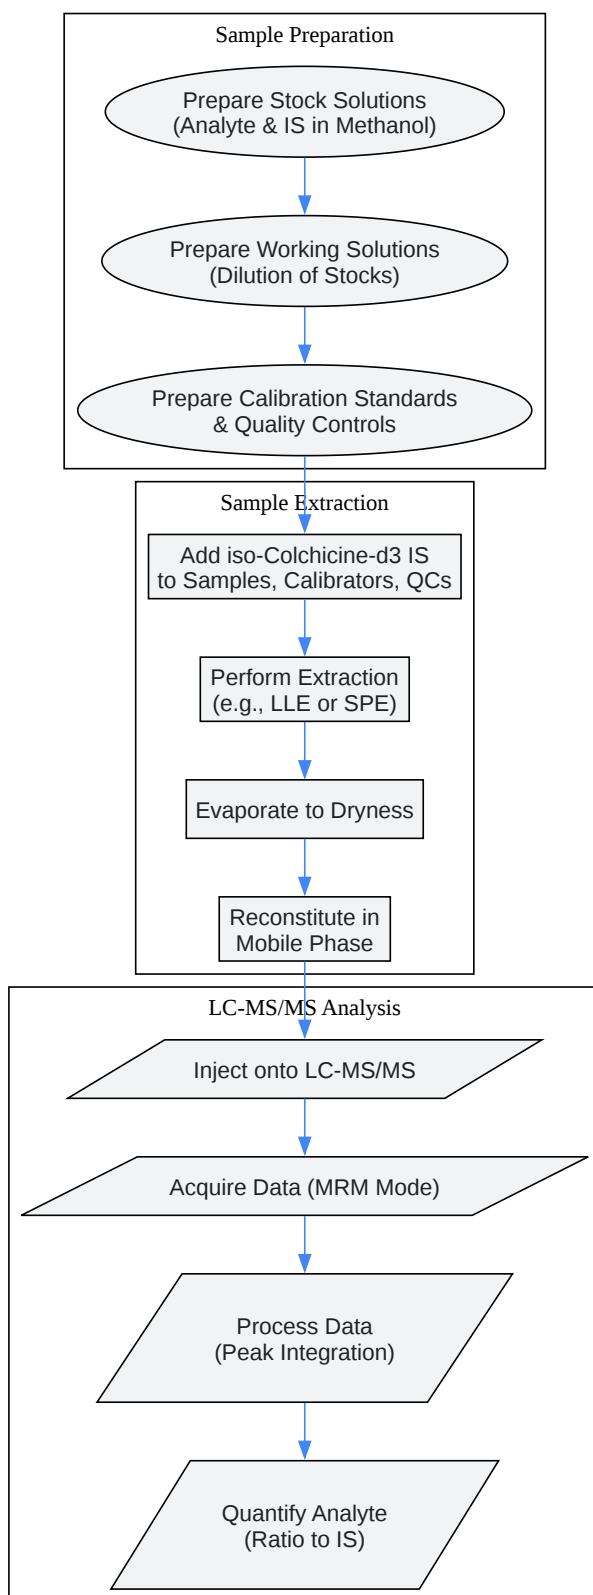 Sample Preparation
Prepare Stock Solutions
(Analyte & IS in Methanol)
Prepare Working Solutions
(Dilution of Stocks)
Prepare Calibration Standards
& Quality Controls
Sample Extraction
Add iso-Colchicine-d3 IS
to Samples, Calibrators, QCs
Perform Extraction
(e.g., LLE or SPE)
Evaporate to Dryness
Reconstitute in
Mobile Phase
LC-MS/MS Analysis
Inject onto LC-MS/MS
Acquire Data (MRM Mode)
Process Data
(Peak Integration)
Quantify Analyte
(Ratio to IS)